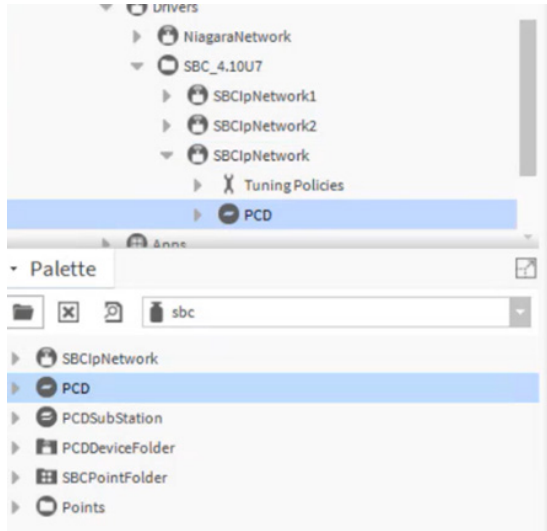 Drivers
NiagaraNetwork
SBC_4.10U7
SBCIpNetwork1
SBCIpNetwork2
SBCIpNetwork
Tuning Policies
PCD
Apps
Palette
sbc
SBCIpNetwork
PCD
PCDSubStation
PCDDeviceFolder
SBCPointFolder
Points